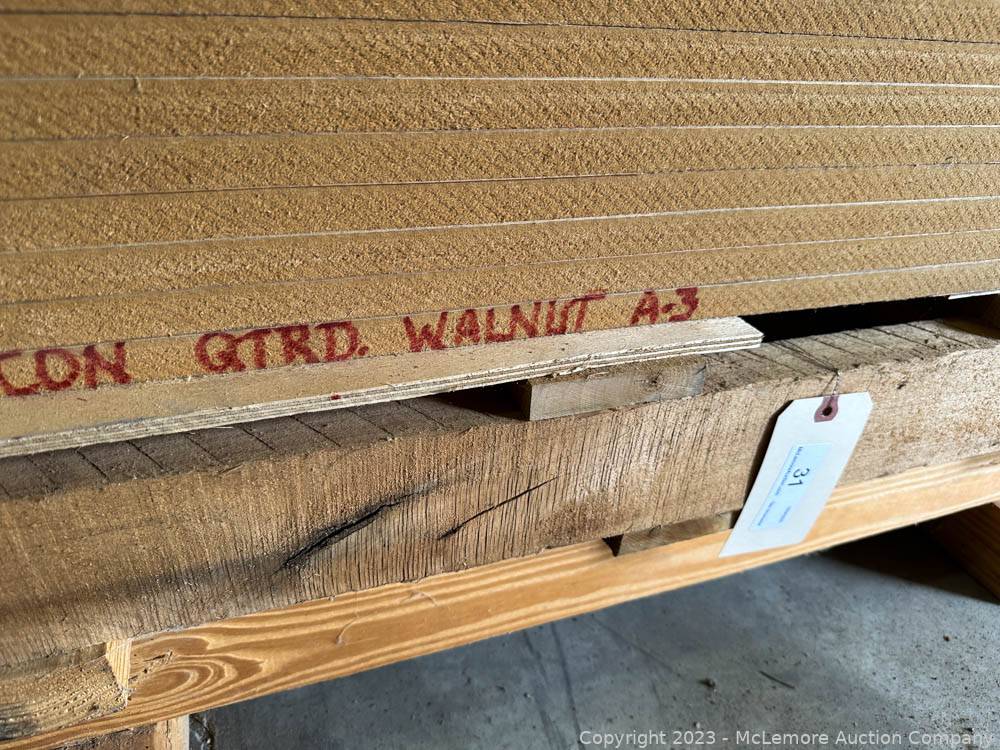 CON QTRD. WALNUT A-3
31
Copyright 2023 - McLemore Auction Company